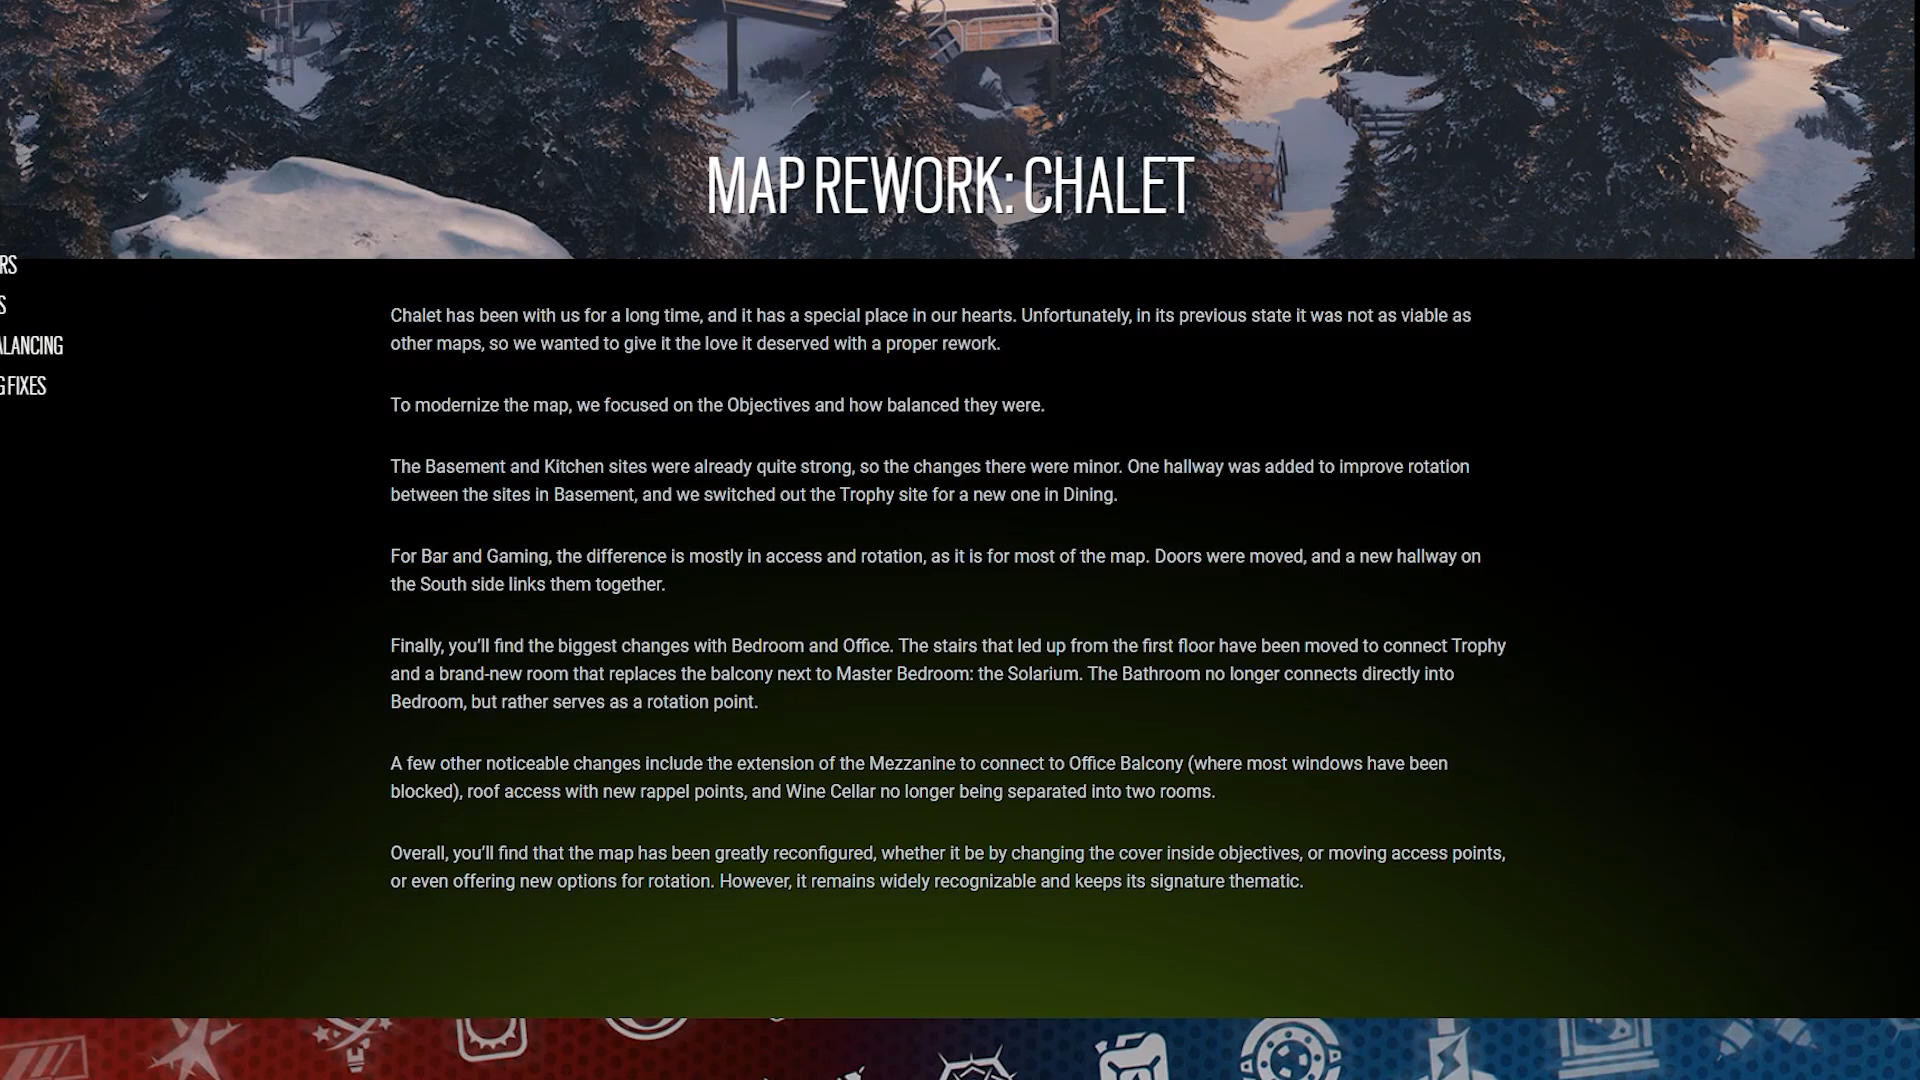 MAP REWORK: CHALET
RS
S
ALANCING
G FIXES
Chalet has been with us for a long time, and it has a special place in our hearts. Unfortunately, in its previous state it was not as viable as
other maps, so we wanted to give it the love it deserved with a proper rework.
To modernize the map, we focused on the Objectives and how balanced they were.
The Basement and Kitchen sites were already quite strong, so the changes there were minor. One hallway was added to improve rotation
between the sites in Basement, and we switched out the Trophy site for a new one in Dining.
For Bar and Gaming, the difference is mostly in access and rotation, as it is for most of the map. Doors were moved, and a new hallway on
the South side links them together.
Finally, you’ll find the biggest changes with Bedroom and Office. The stairs that led up from the first floor have been moved to connect Trophy
and a brand-new room that replaces the balcony next to Master Bedroom: the Solarium. The Bathroom no longer connects directly into
Bedroom, but rather serves as a rotation point.
A few other noticeable changes include the extension of the Mezzanine to connect to Office Balcony (where most windows have been
blocked), roof access with new rappel points, and Wine Cellar no longer being separated into two rooms.
Overall, you’ll find that the map has been greatly reconfigured, whether it be by changing the cover inside objectives, or moving access points,
or even offering new options for rotation. However, it remains widely recognizable and keeps its signature thematic.